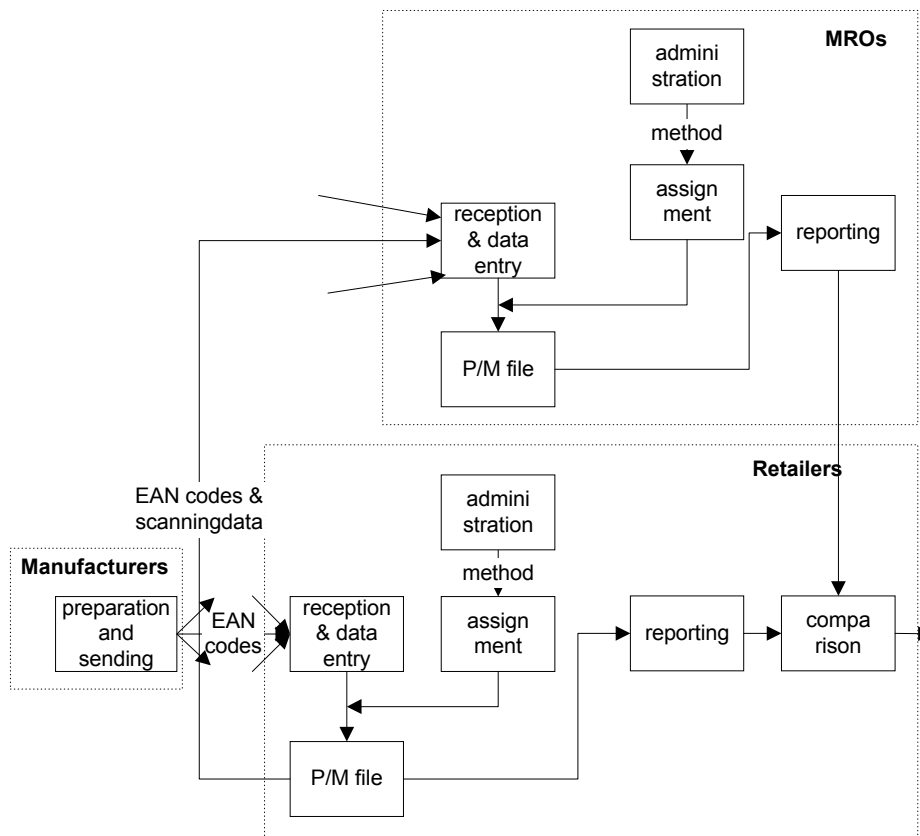 MROs
admini
stration
method
assign
ment
reception
& data
entry
reporting
P/M file
Retailers
EAN codes &
scanningdata
admini
stration
method
Manufacturers
preparation
and
sending
EAN
codes
reception
& data
entry
assign
ment
reporting
compa
rison
P/M file